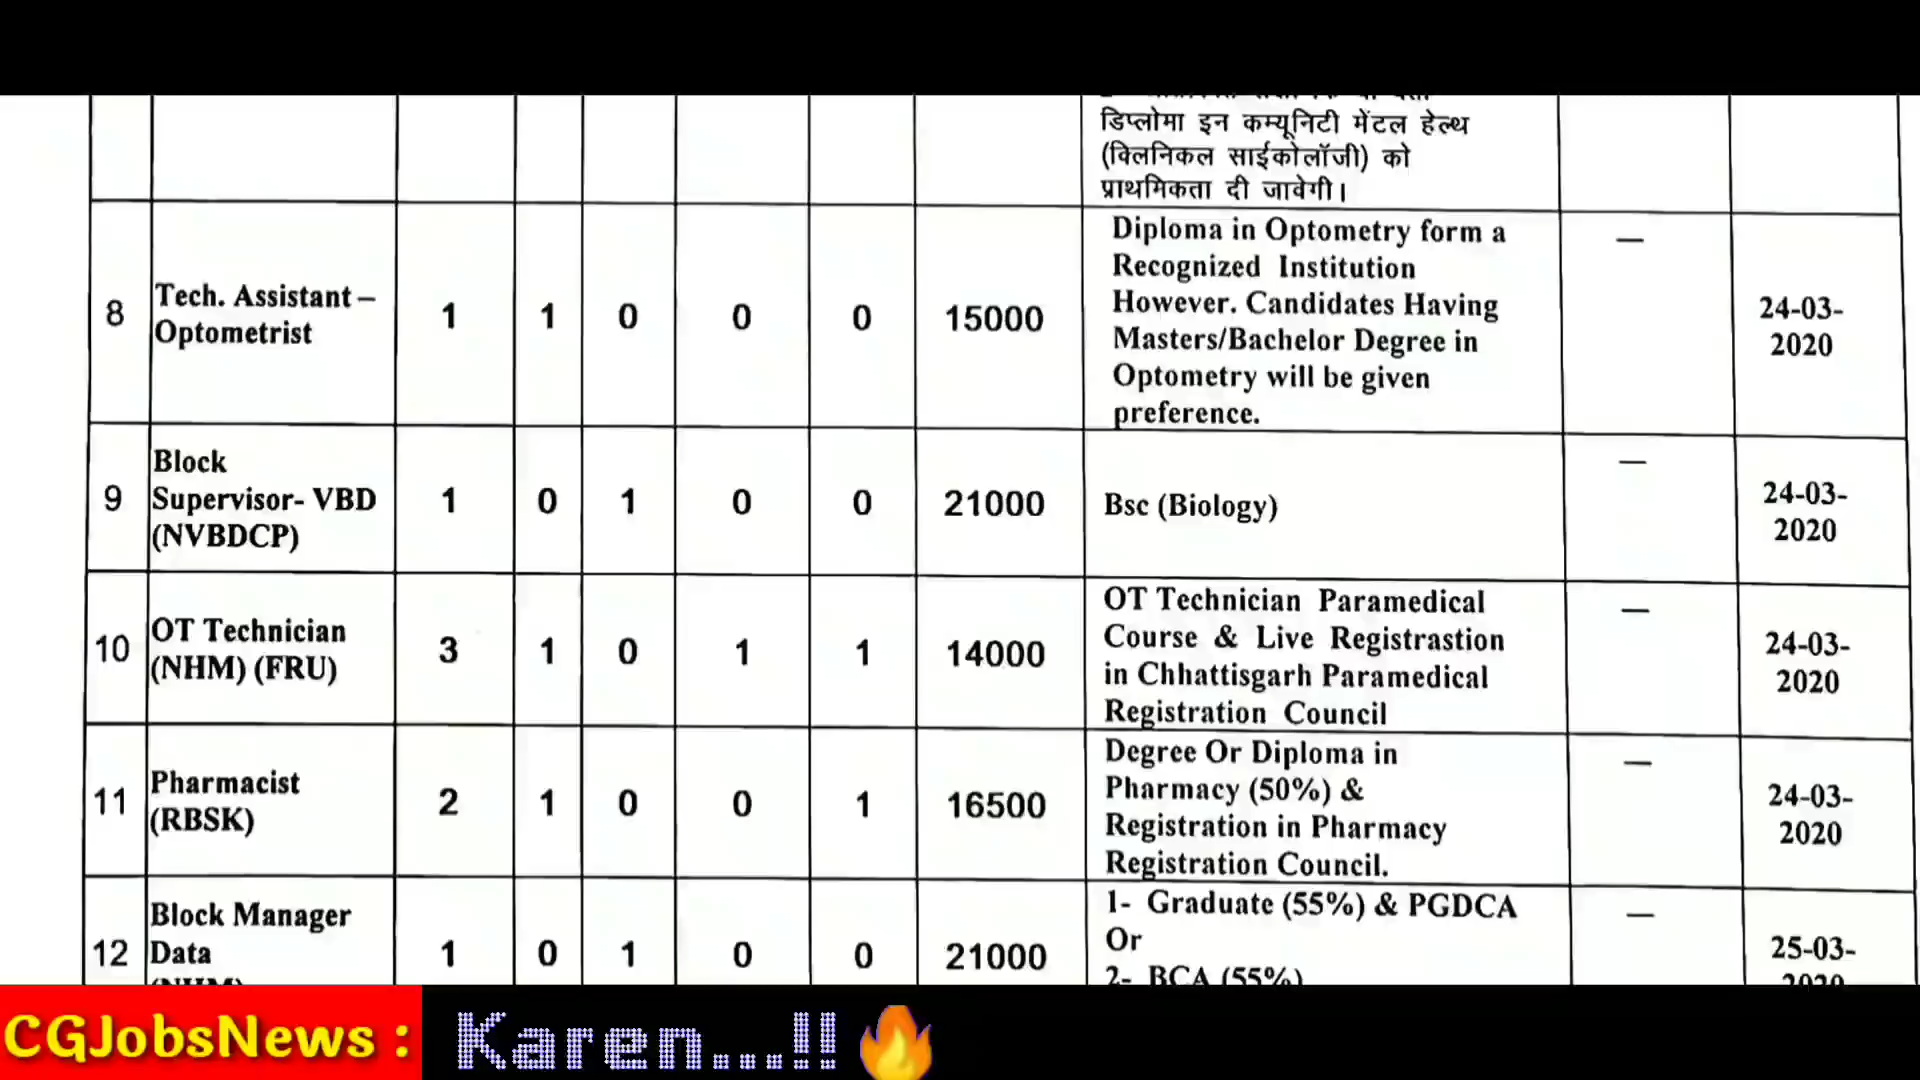 डिप्लोमा इन कम्यूनिटी मेंटल हेल्थ
(क्लिनिकल साईकोलॉजी) को
प्राथमिकता दी जावेगी।
8
Tech. Assistant –
Optometrist
1
1
0
0
0
15000
Diploma in Optometry form a
Recognized Institution
However. Candidates Having
Masters/Bachelor Degree in
Optometry will be given
preference.
—
24-03-
2020
9
Block
Supervisor- VBD
(NVBDCP)
1
0
1
0
0
21000
Bsc (Biology)
—
24-03-
2020
10
OT Technician
(NHM) (FRU)
3
1
0
1
1
14000
OT Technician Paramedical
Course & Live Registrastion
in Chhattisgarh Paramedical
Registration Council
—
24-03-
2020
11
Pharmacist
(RBSK)
2
1
0
0
1
16500
Degree Or Diploma in
Pharmacy (50%) &
Registration in Pharmacy
Registration Council.
—
24-03-
2020
12
Block Manager
Data
(NHM)
1
0
1
0
0
21000
1- Graduate (55%) & PGDCA
Or
2- BCA (55%)
—
25-03-
2020
CGJobsNews : Karen...!!🔥